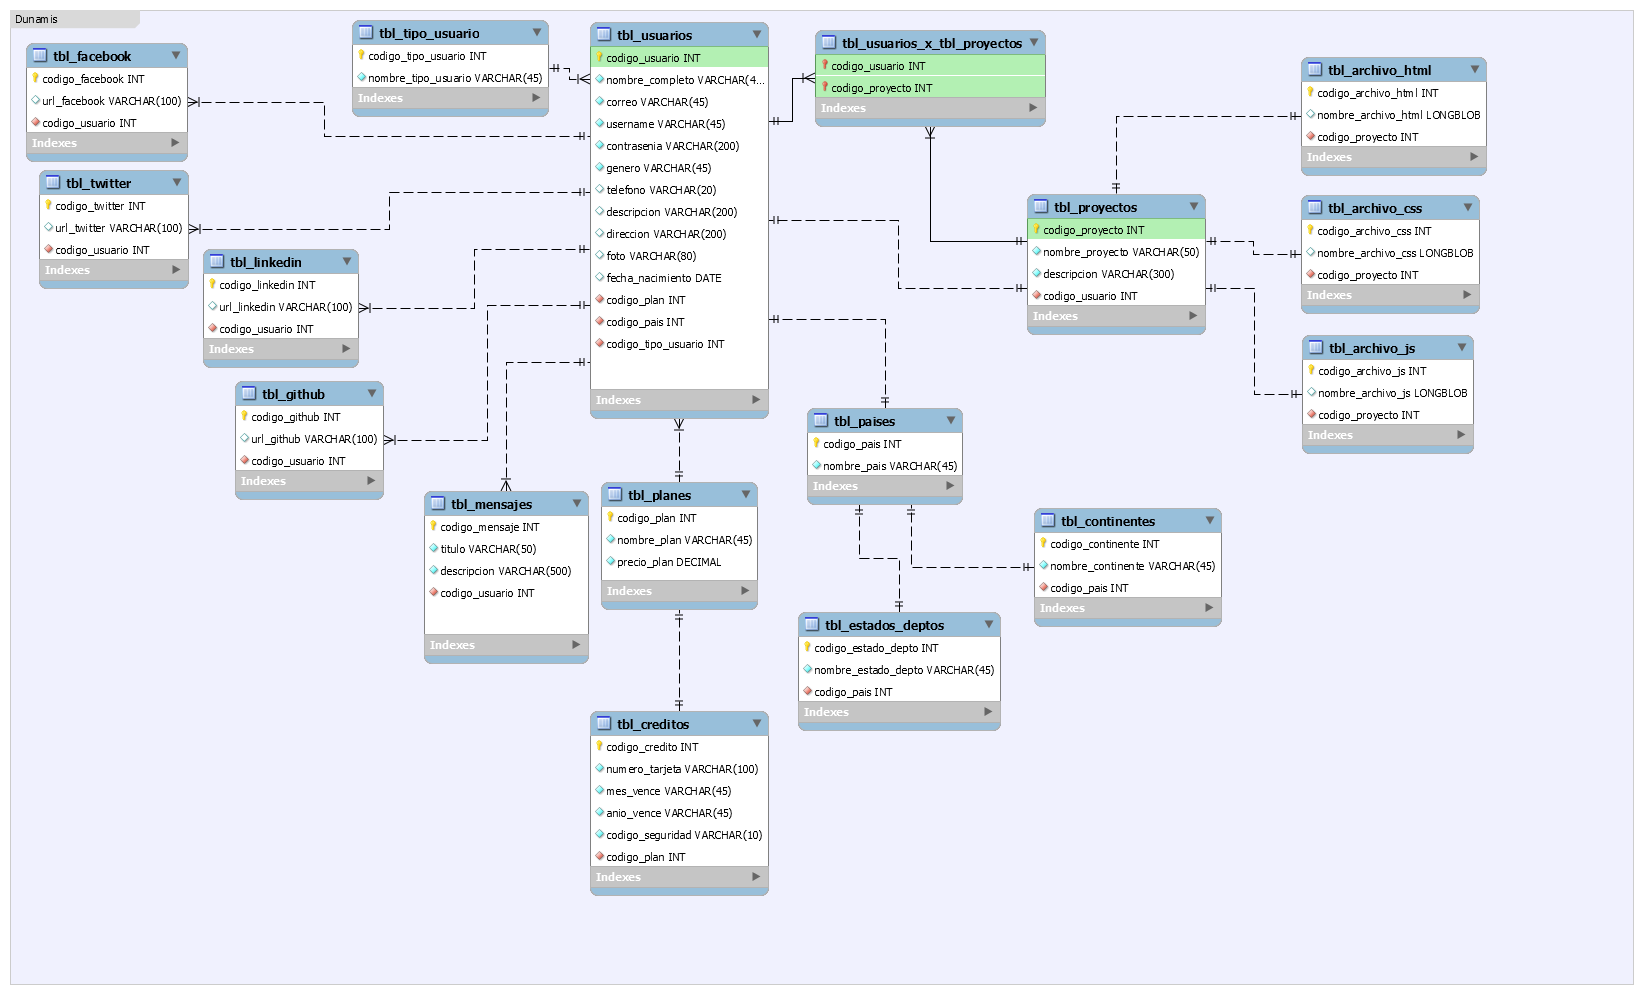 Dunamis
tbl_facebook
codigo_facebook INT
url_facebook VARCHAR(100)
codigo_usuario INT
Indexes
tbl_twitter
codigo_twitter INT
url_twitter VARCHAR(100)
codigo_usuario INT
Indexes
tbl_linkedin
codigo_linkedin INT
url_linkedin VARCHAR(100)
codigo_usuario INT
Indexes
tbl_github
codigo_github INT
url_github VARCHAR(100)
codigo_usuario INT
Indexes
tbl_tipo_usuario
codigo_tipo_usuario INT
nombre_tipo_usuario VARCHAR(45)
Indexes
tbl_usuarios
codigo_usuario INT
nombre_completo VARCHAR(4...
correo VARCHAR(45)
username VARCHAR(45)
contrasenia VARCHAR(200)
genero VARCHAR(45)
telefono VARCHAR(20)
descripcion VARCHAR(200)
direccion VARCHAR(200)
foto VARCHAR(80)
fecha_nacimiento DATE
codigo_plan INT
codigo_pais INT
codigo_tipo_usuario INT
Indexes
tbl_mensajes
codigo_mensaje INT
titulo VARCHAR(50)
descripcion VARCHAR(500)
codigo_usuario INT
Indexes
tbl_planes
codigo_plan INT
nombre_plan VARCHAR(45)
precio_plan DECIMAL
Indexes
tbl_creditos
codigo_credito INT
numero_tarjeta VARCHAR(100)
mes_vence VARCHAR(45)
anio_vence VARCHAR(45)
codigo_seguridad VARCHAR(10)
codigo_plan INT
Indexes
tbl_usuarios_x_tbl_proyectos
codigo_usuario INT
codigo_proyecto INT
Indexes
tbl_proyectos
codigo_proyecto INT
nombre_proyecto VARCHAR(50)
descripcion VARCHAR(300)
codigo_usuario INT
Indexes
tbl_paises
codigo_pais INT
nombre_pais VARCHAR(45)
Indexes
tbl_estados_deptos
codigo_estado_depto INT
nombre_estado_depto VARCHAR(45)
codigo_pais INT
Indexes
tbl_continentes
codigo_continente INT
nombre_continente VARCHAR(45)
codigo_pais INT
Indexes
tbl_archivo_html
codigo_archivo_html INT
nombre_archivo_html LONGBLOB
codigo_proyecto INT
Indexes
tbl_archivo_css
codigo_archivo_css INT
nombre_archivo_css LONGBLOB
codigo_proyecto INT
Indexes
tbl_archivo_js
codigo_archivo_js INT
nombre_archivo_js LONGBLOB
codigo_proyecto INT
Indexes